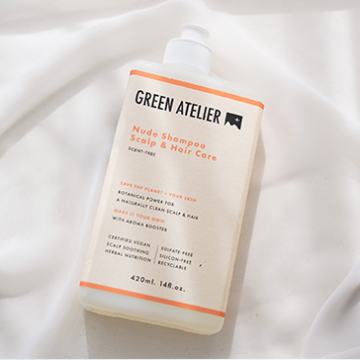 GREEN ATELIER
Nude Shampoo
Scalp & Hair Care
SCENT-FREE
SAVE THE PLANET + YOUR SKIN
BOTANICAL POWER FOR
A NATURALLY CLEAN SCALP & HAIR
MAKE IT YOUR OWN
WITH AROMA BOOSTER
CERTIFIED VEGAN
SCALP SOOTHING
HERBAL NUTRITION
SULFATE-FREE
SILICON-FREE
RECYCLABLE
420ml. 14fl.oz.